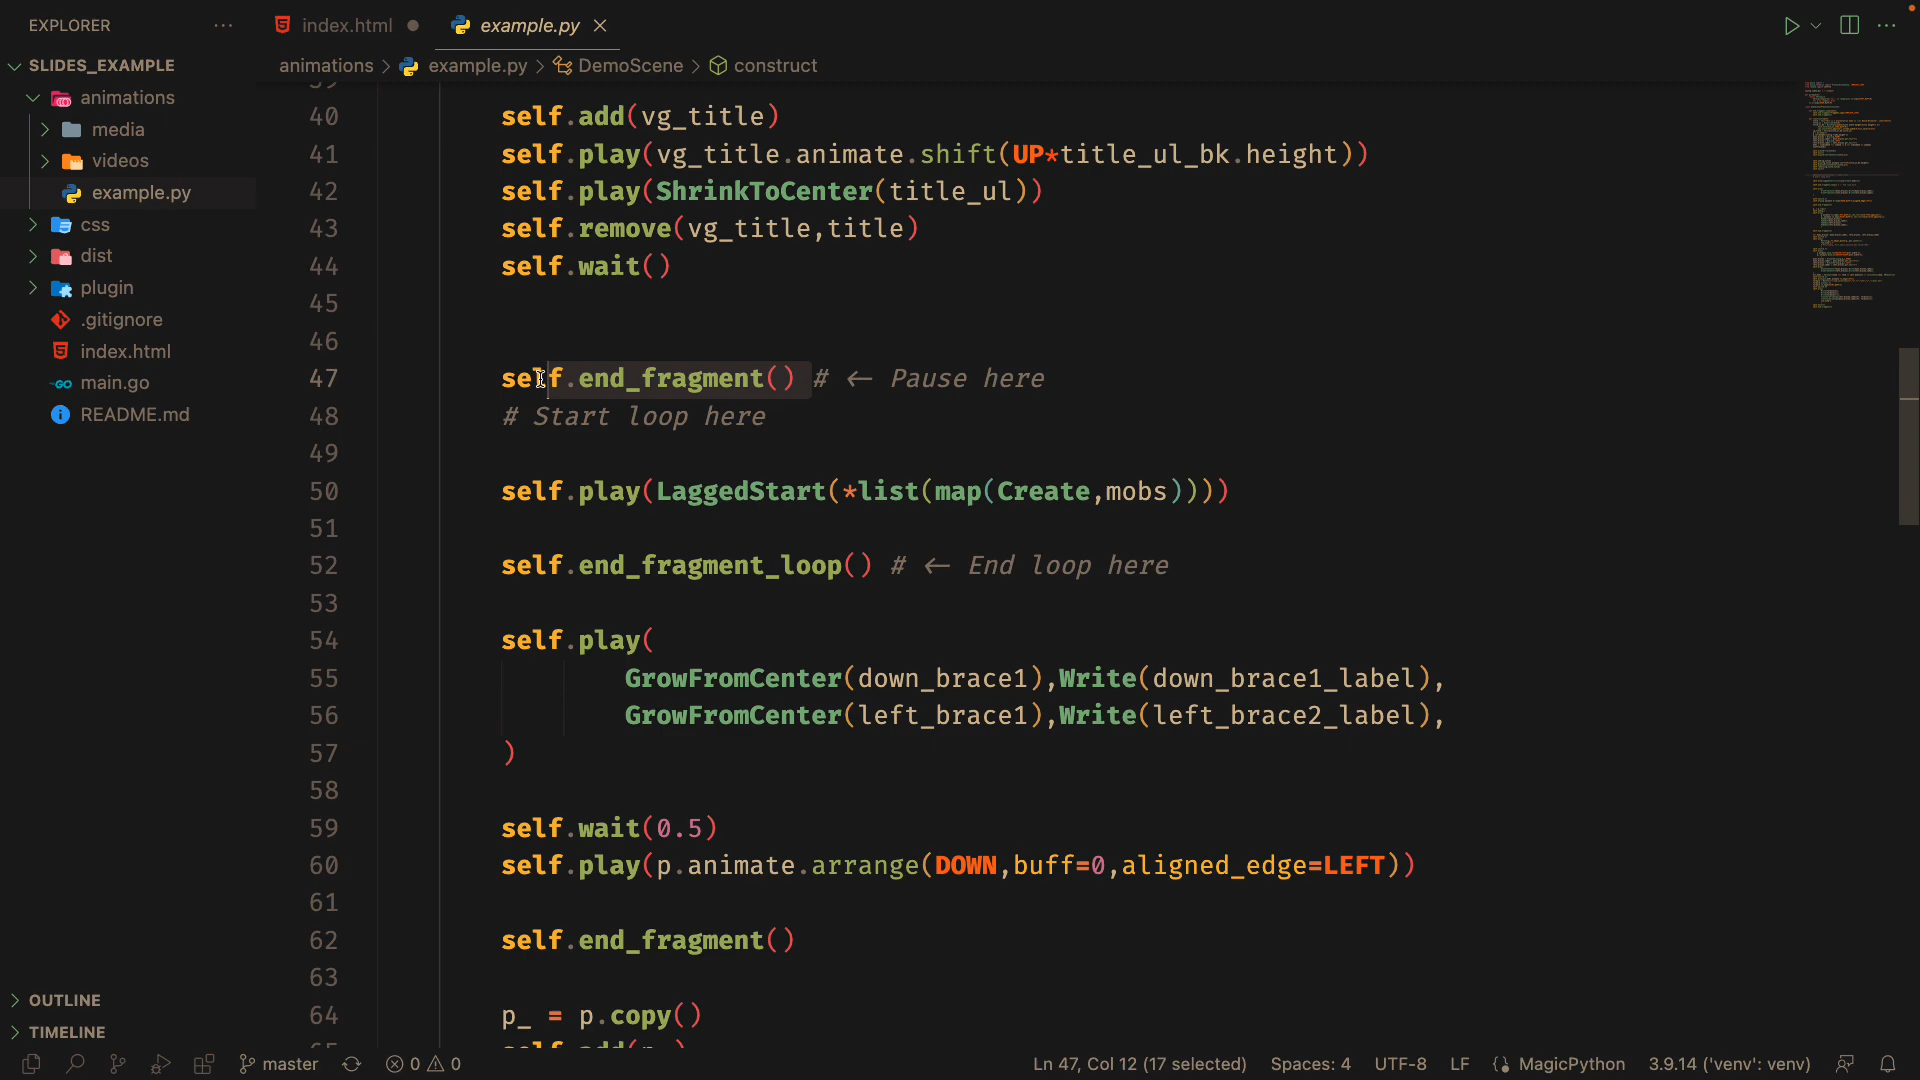 EXPLORER
index.html
example.py
SLIDES_EXAMPLE
animations > example.py > DemoScene > construct
animations
media
videos
example.py
css
dist
plugin
.gitignore
index.html
main.go
README.md
40 self.add(vg_title)
41 self.play(vg_title.animate.shift(UP*title_ul_bk.height))
42 self.play(ShrinkToCenter(title_ul))
43 self.remove(vg_title,title)
44 self.wait()
45
46
47 self.end_fragment() # <- Pause here
48 # Start loop here
49
50 self.play(LaggedStart(*list(map(Create,mobs))))
51
52 self.end_fragment_loop() # <- End loop here
53
54 self.play(
55 GrowFromCenter(down_brace1),Write(down_brace1_label),
56 GrowFromCenter(left_brace1),Write(left_brace2_label),
57 )
58
59 self.wait(0.5)
60 self.play(p.animate.arrange(DOWN,buff=0,aligned_edge=LEFT))
61
62 self.end_fragment()
63
64 p_ = p.copy()
OUTLINE
TIMELINE
master 0 0 Ln 47, Col 12 (17 selected) Spaces: 4 UTF-8 LF MagicPython 3.9.14 ('venv': venv)